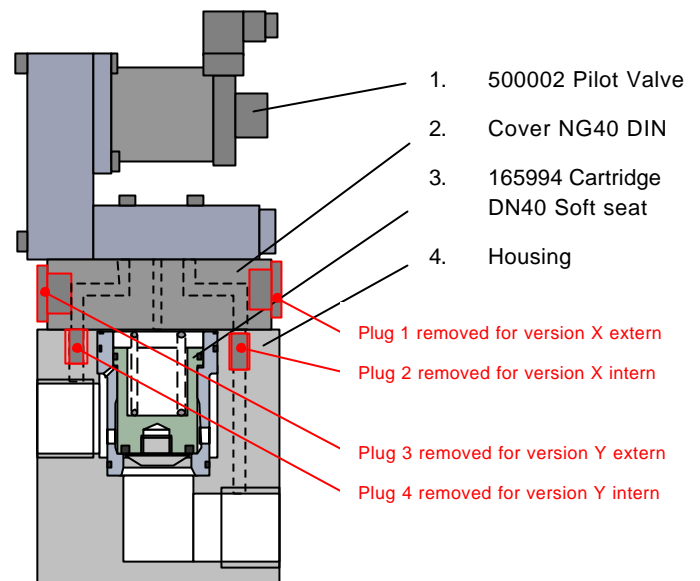 1. 500002 Pilot Valve
2. Cover NG40 DIN
3. 165994 Cartridge
DN40 Soft seat
4. Housing
Plug 1 removed for version X extern
Plug 2 removed for version X intern
Plug 3 removed for version Y extern
Plug 4 removed for version Y intern